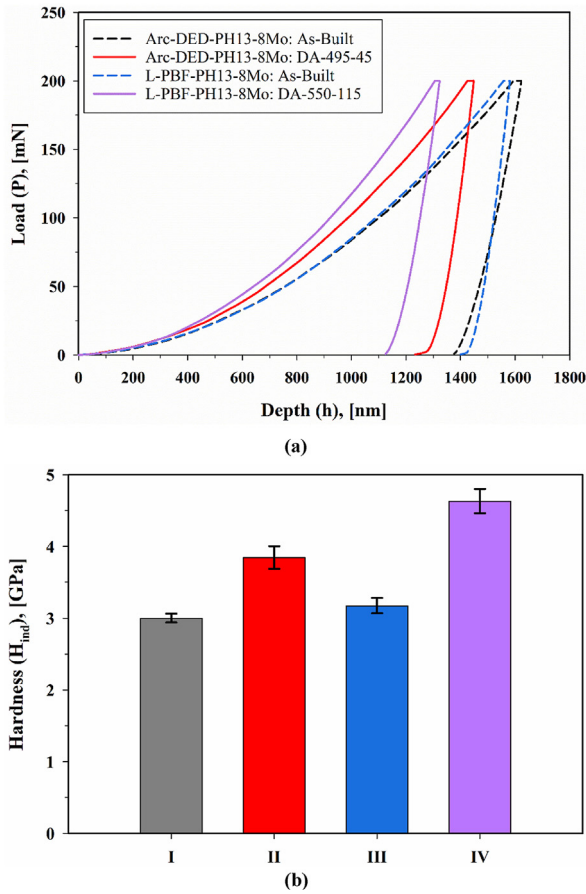 Arc-DED-PH13-8Mo: As-Built
Arc-DED-PH13-8Mo: DA-495-45
L-PBF-PH13-8Mo: As-Built
L-PBF-PH13-8Mo: DA-550-115
250
200
150
100
50
0
Load (P), [mN]
0 200 400 600 800 1000 1200 1400 1600 1800
Depth (h), [nm]
(a)
5
4
3
2
1
0
Hardness (H_ind), [GPa]
I II III IV
(b)